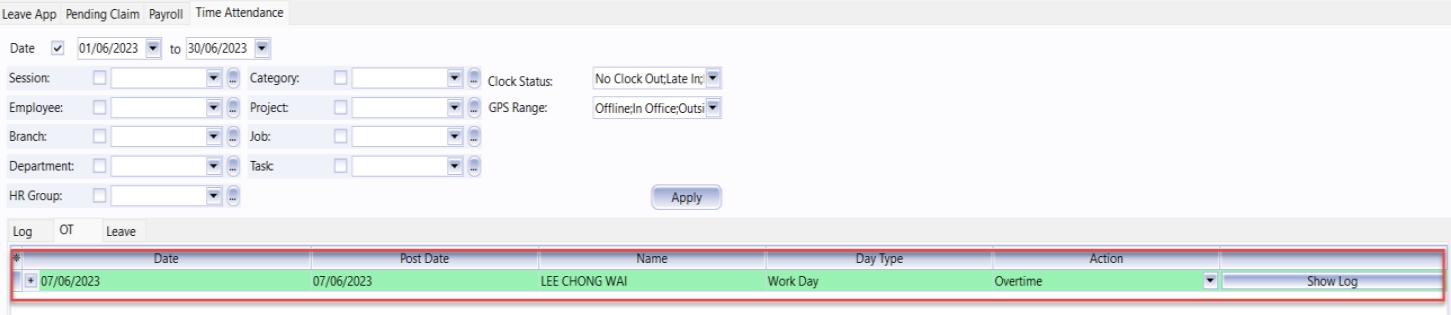 Leave App Pending Claim Payroll Time Attendance
Date 01/06/2023 to 30/06/2023
Session: ... Category: ... Clock Status: No Clock Out;Late In;
Employee: ... Project: ... GPS Range: Offline;In Office;Outsi
Branch: ... Job: ...
Department: ... Task: ...
HR Group: ... Apply
Log OT Leave
Date Post Date Name Day Type Action
+ 07/06/2023 07/06/2023 LEE CHONG WAI Work Day Overtime Show Log